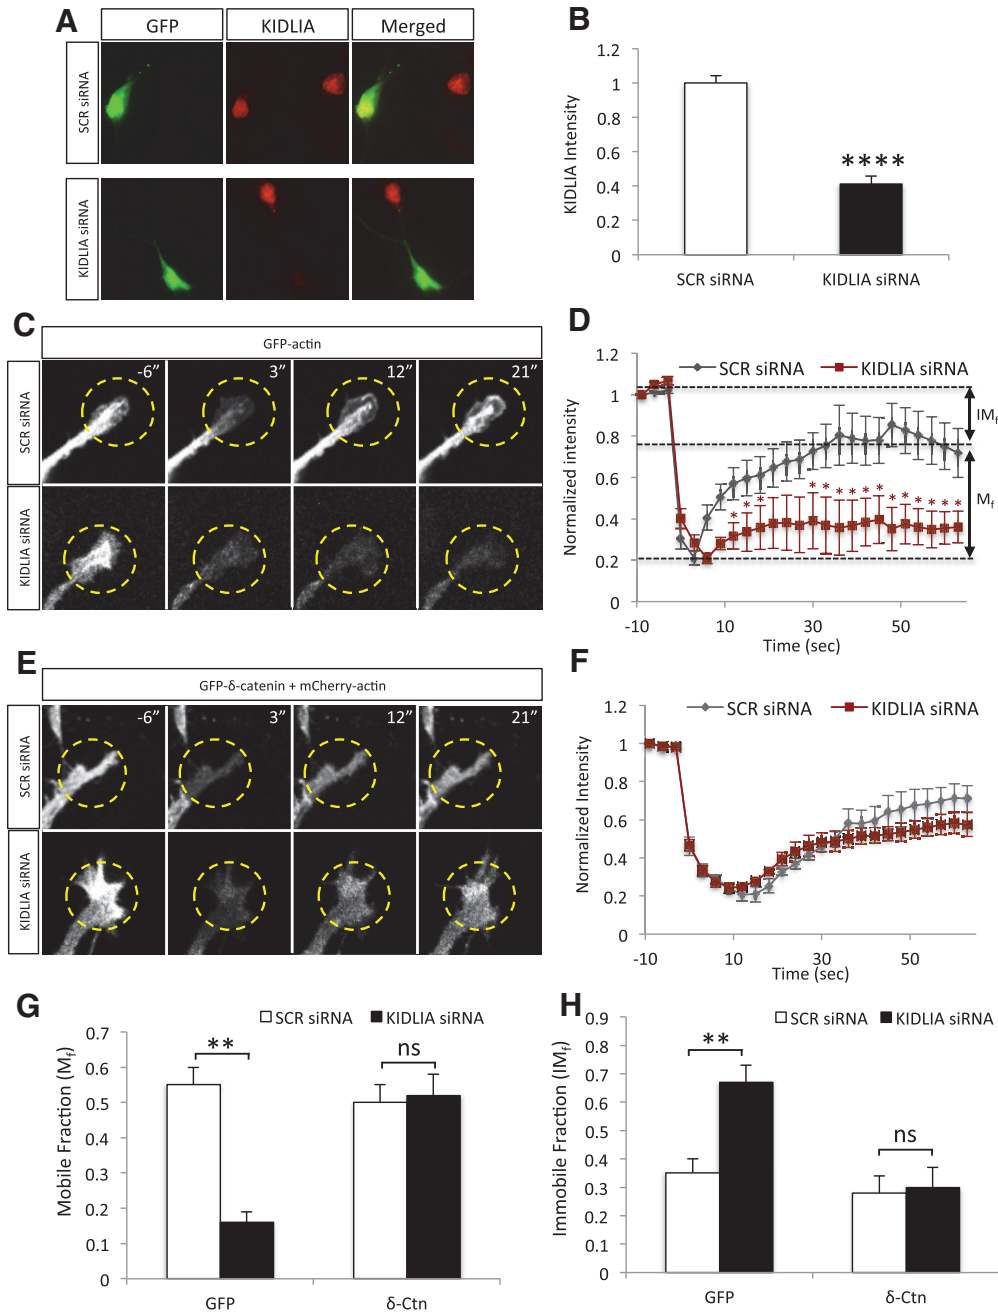 A
GFP
KIDLIA
Merged
SCR siRNA
KIDLIA siRNA
B
KIDLIA Intensity
1.2
1
0.8
0.6
0.4
0.2
0
****
SCR siRNA
KIDLIA siRNA
C
GFP-actin
SCR siRNA
-6”
3”
12”
21”
KIDLIA siRNA
D
Normalized intensity
1.2
1
0.8
0.6
0.4
0.2
0
SCR siRNA
KIDLIA siRNA
IMf
Mf
* * * * * * * * * * * * * *
-10
10
30
50
Time (sec)
E
GFP-δ-catenin + mCherry-actin
SCR siRNA
-6”
3”
12”
21”
KIDLIA siRNA
F
Normalized Intensity
1.2
1
0.8
0.6
0.4
0.2
0
SCR siRNA
KIDLIA siRNA
-10
10
30
50
Time (sec)
G
SCR siRNA
KIDLIA siRNA
Mobile Fraction (Mf)
0.7
0.6
0.5
0.4
0.3
0.2
0.1
0
**
ns
GFP
δ-Ctn
H
SCR siRNA
KIDLIA siRNA
Immobile Fraction (IMf)
0.9
0.8
0.7
0.6
0.5
0.4
0.3
0.2
0.1
0
**
ns
GFP
δ-Ctn